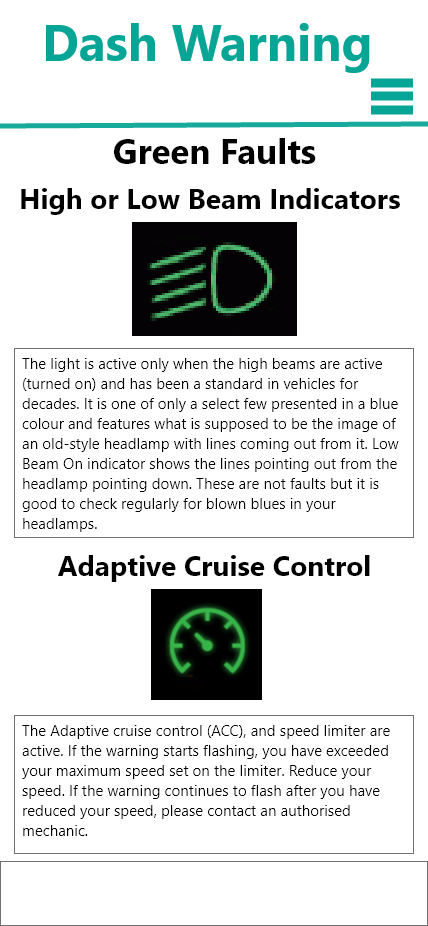 Dash Warning
Green Faults
High or Low Beam Indicators
The light is active only when the high beams are active
(turned on) and has been a standard in vehicles for
decades. It is one of only a select few presented in a blue
colour and features what is supposed to be the image of
an old-style headlamp with lines coming out from it. Low
Beam On indicator shows the lines pointing out from the
headlamp pointing down. These are not faults but it is
good to check regularly for blown blues in your
headlamps.
Adaptive Cruise Control
The Adaptive cruise control (ACC), and speed limiter are
active. If the warning starts flashing, you have exceeded
your maximum speed set on the limiter. Reduce your
speed. If the warning continues to flash after you have
reduced your speed, please contact an authorised
mechanic.